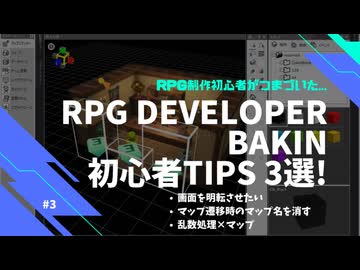 RPG制作初心者がつまづいた...
RPG DEVELOPER
BAKIN
初心者TIPS 3選!
#3
• 画面を明転させたい
• マップ遷移時のマップ名を消す
• 乱数処理×マップ